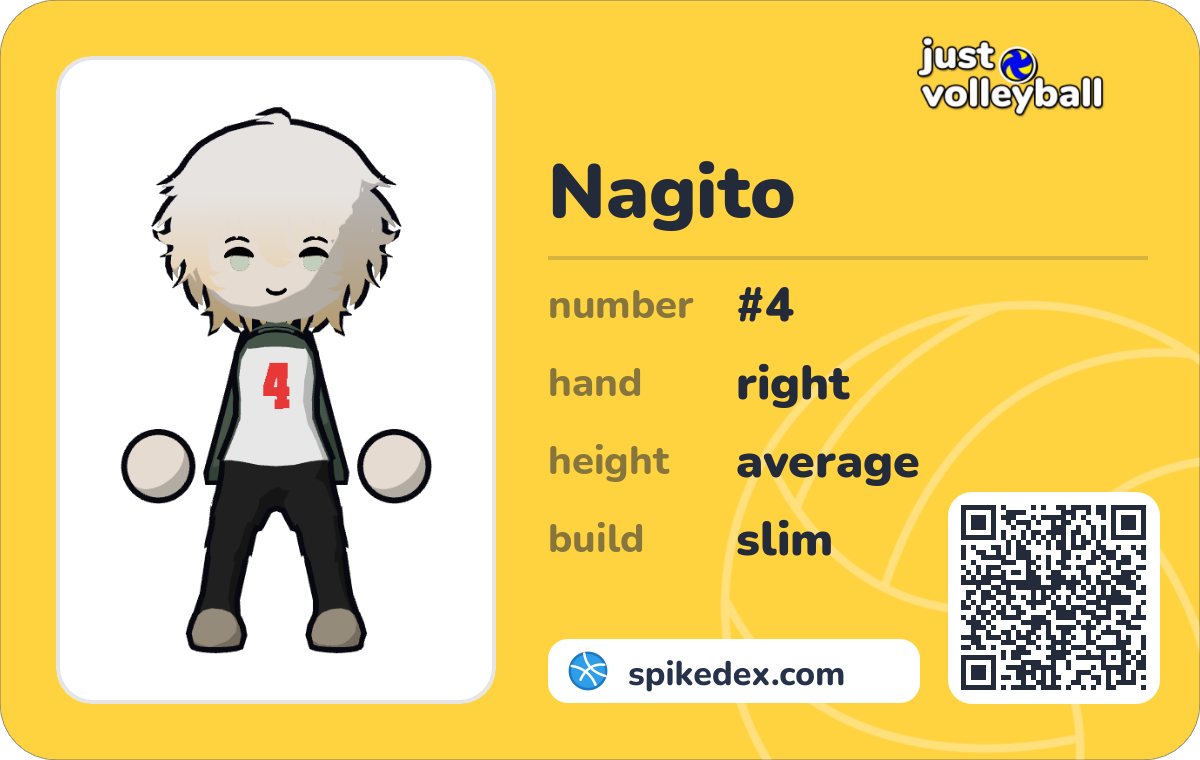 just
volleyball
Nagito
number #4
hand right
height average
build slim
4
spikedex.com